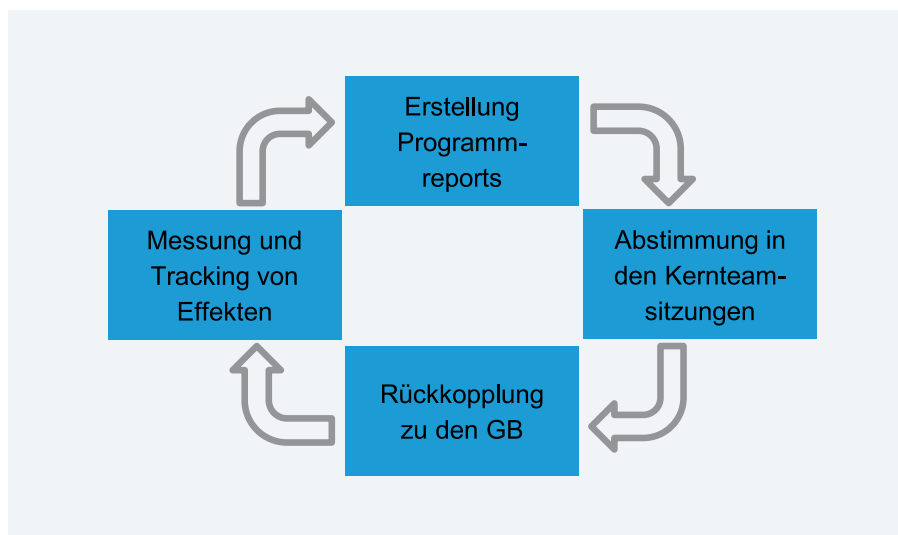 Erstellung
Programm-
reports
Messung und
Tracking von
Effekten
Abstimmung in
den Kernteam-
sitzungen
Rückkopplung
zu den GB